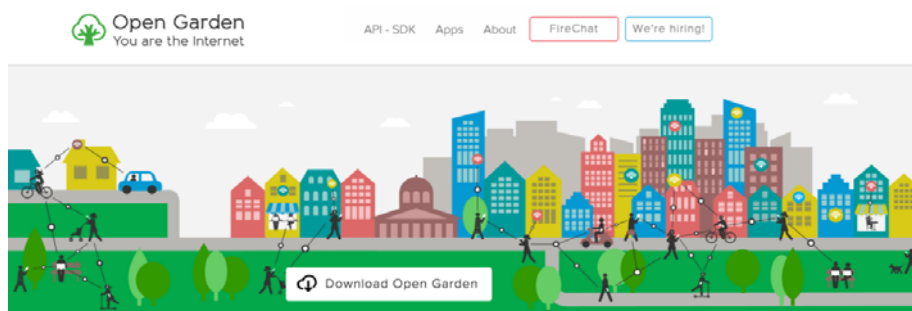 Open Garden
You are the Internet
API - SDK Apps About FireChat We're hiring!
Download Open Garden